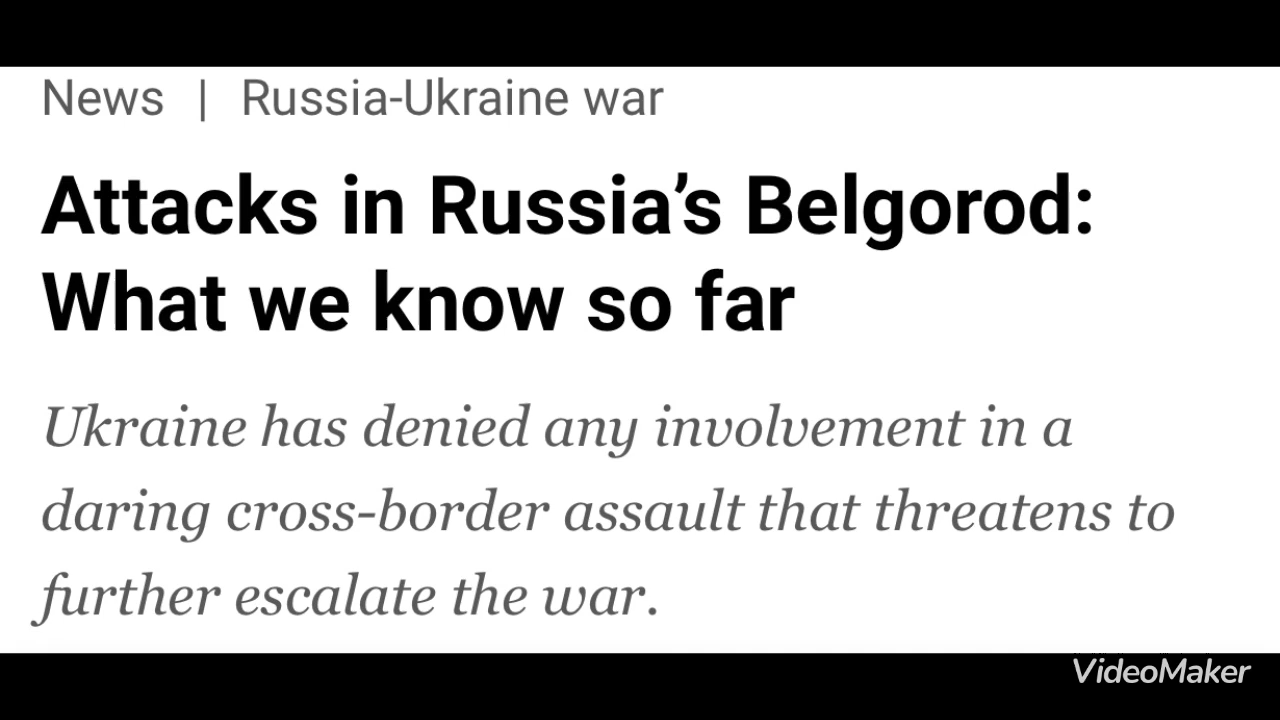 News | Russia-Ukraine war
Attacks in Russia’s Belgorod:
What we know so far
Ukraine has denied any involvement in a
daring cross-border assault that threatens to
further escalate the war.
VideoMaker